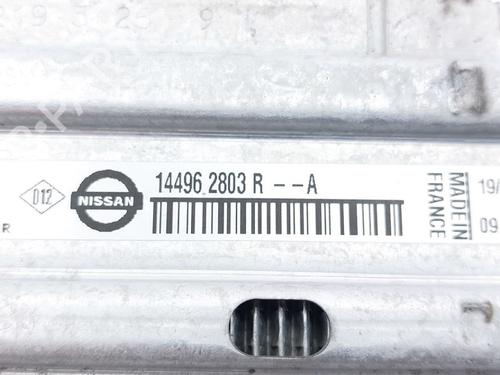 D12
NISSAN
14496 2803 R --A
R
MADE IN
FRANCE
19/
09